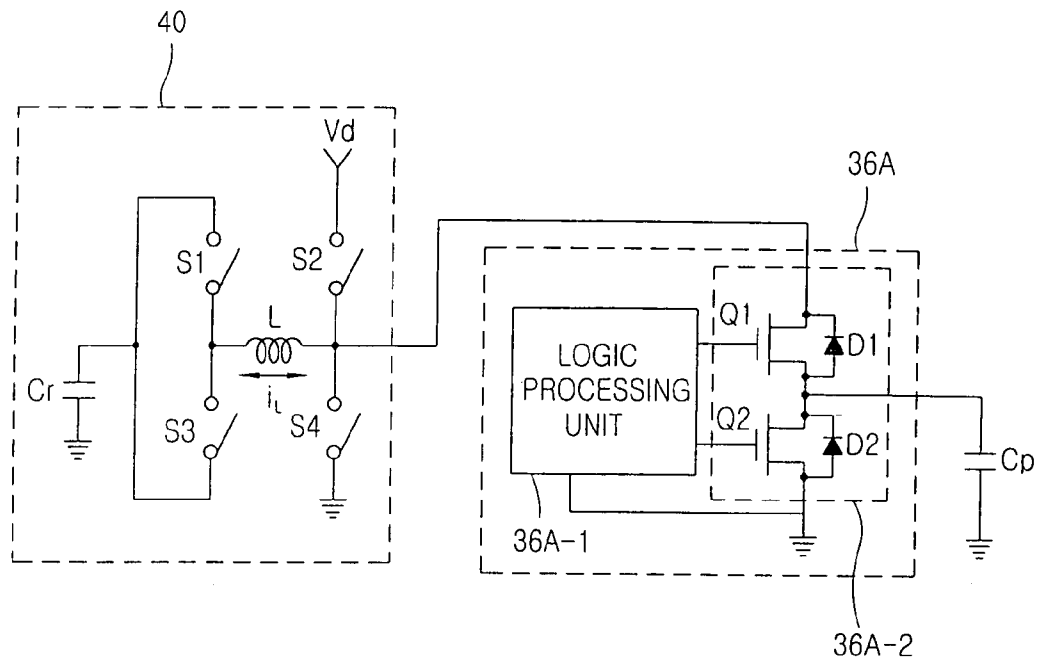 40
Vd
36A
S1
S2
Q1
D1
L
LOGIC
PROCESSING
UNIT
Cr
iL
S3
S4
Q2
D2
Cp
36A-1
36A-2